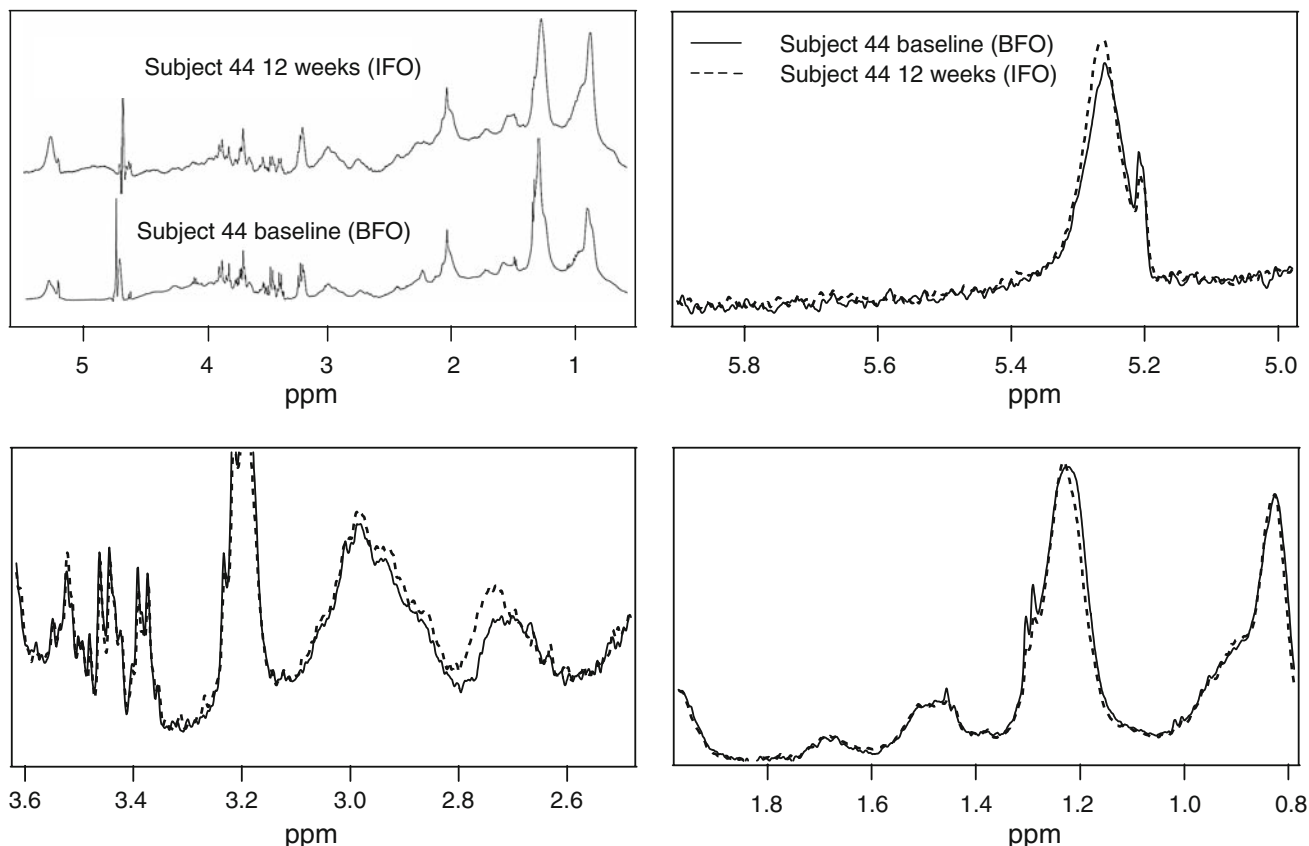 Subject 44 12 weeks (IFO)
Subject 44 baseline (BFO)
5 4 3 2 1
ppm
Subject 44 baseline (BFO)
Subject 44 12 weeks (IFO)
5.8 5.6 5.4 5.2 5.0
ppm
3.6 3.4 3.2 3.0 2.8 2.6
ppm
1.8 1.6 1.4 1.2 1.0 0.8
ppm